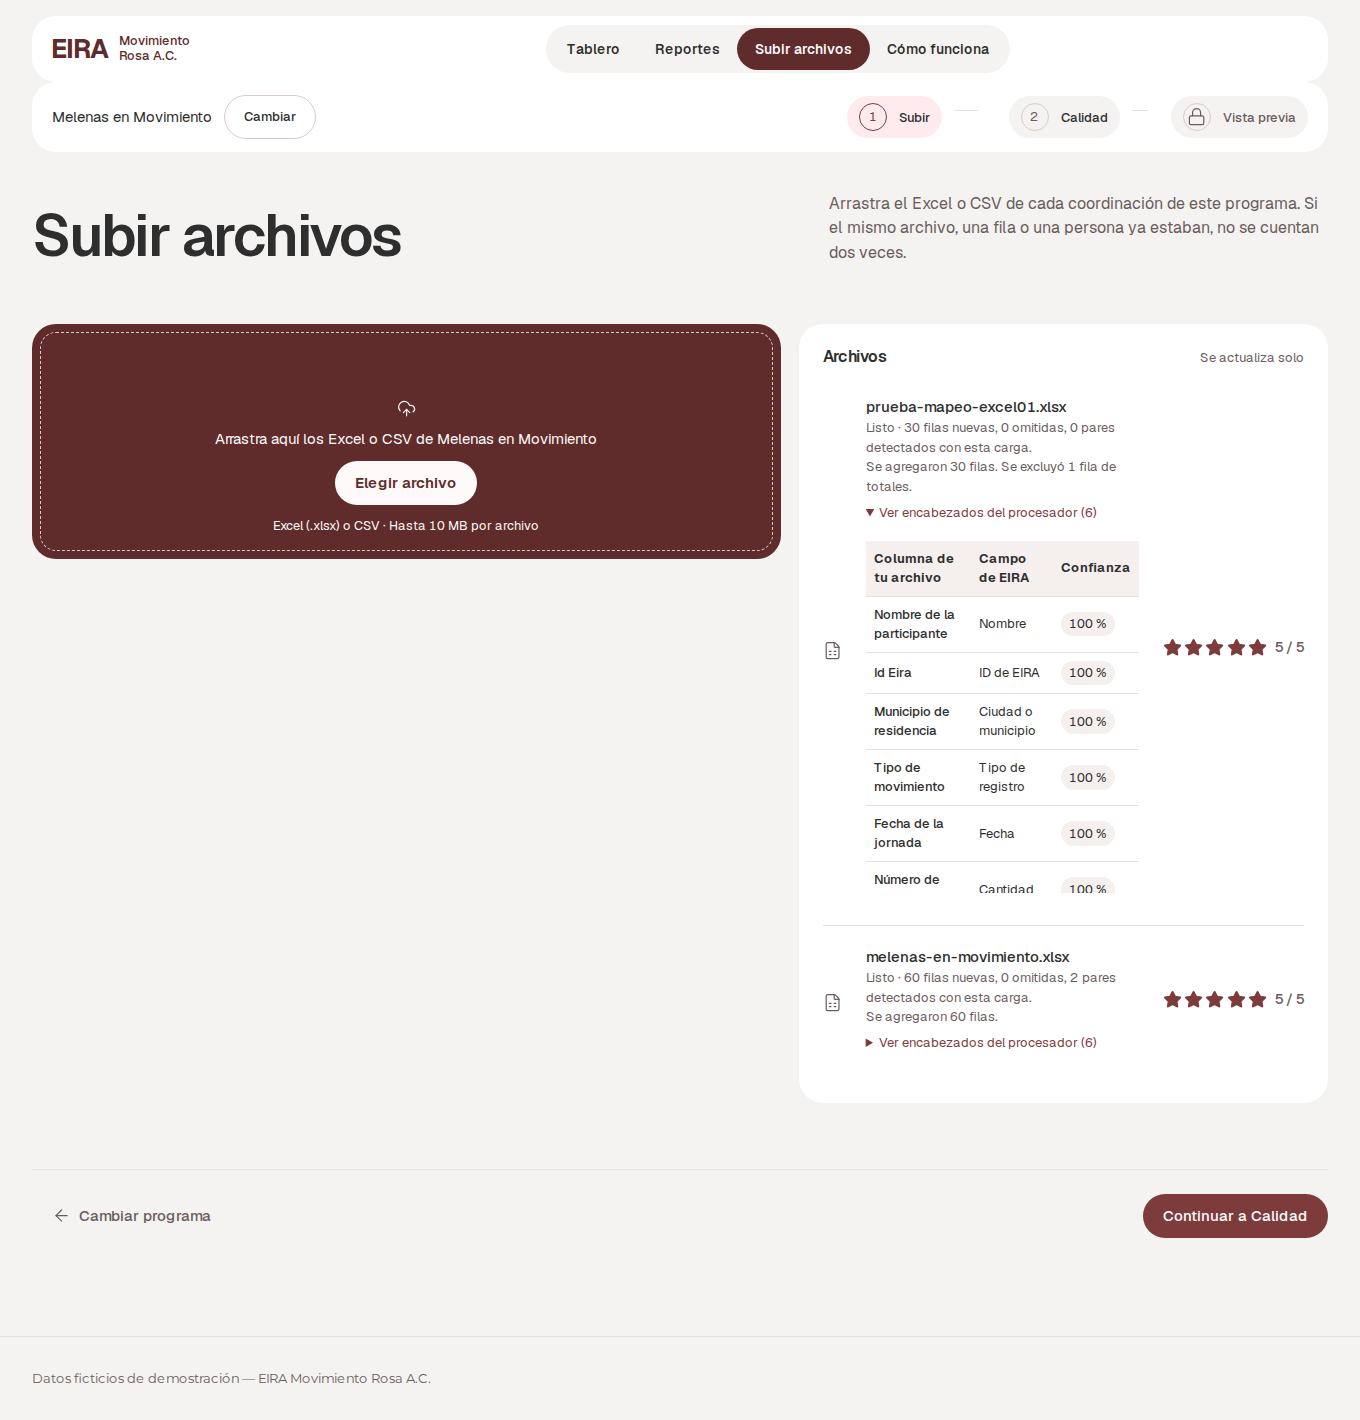 EIRA
Movimiento
Rosa A.C.
Tablero
Reportes
Subir archivos
Cómo funciona
Melenas en Movimiento
Cambiar
1
Subir
2
Calidad
Vista previa
Subir archivos
Arrastra el Excel o CSV de cada coordinación de este programa. Si
el mismo archivo, una fila o una persona ya estaban, no se cuentan
dos veces.
Arrastra aquí los Excel o CSV de Melenas en Movimiento
Elegir archivo
Excel (.xlsx) o CSV · Hasta 10 MB por archivo
Archivos
Se actualiza solo
prueba-mapeo-excel01.xlsx
Listo · 30 filas nuevas, 0 omitidas, 0 pares
detectados con esta carga.
Se agregaron 30 filas. Se excluyó 1 fila de
totales.
▼ Ver encabezados del procesador (6)
Columna de
tu archivo
Campo
de EIRA
Confianza
Nombre de la
participante
Nombre
100 %
Id Eira
ID de EIRA
100 %
Municipio de
residencia
Ciudad o
municipio
100 %
Tipo de
movimiento
Tipo de
registro
100 %
Fecha de la
jornada
Fecha
100 %
Número de
Cantidad
100 %
5 / 5
melenas-en-movimiento.xlsx
Listo · 60 filas nuevas, 0 omitidas, 2 pares
detectados con esta carga.
Se agregaron 60 filas.
▶ Ver encabezados del procesador (6)
5 / 5
← Cambiar programa
Continuar a Calidad
Datos ficticios de demostración — EIRA Movimiento Rosa A.C.